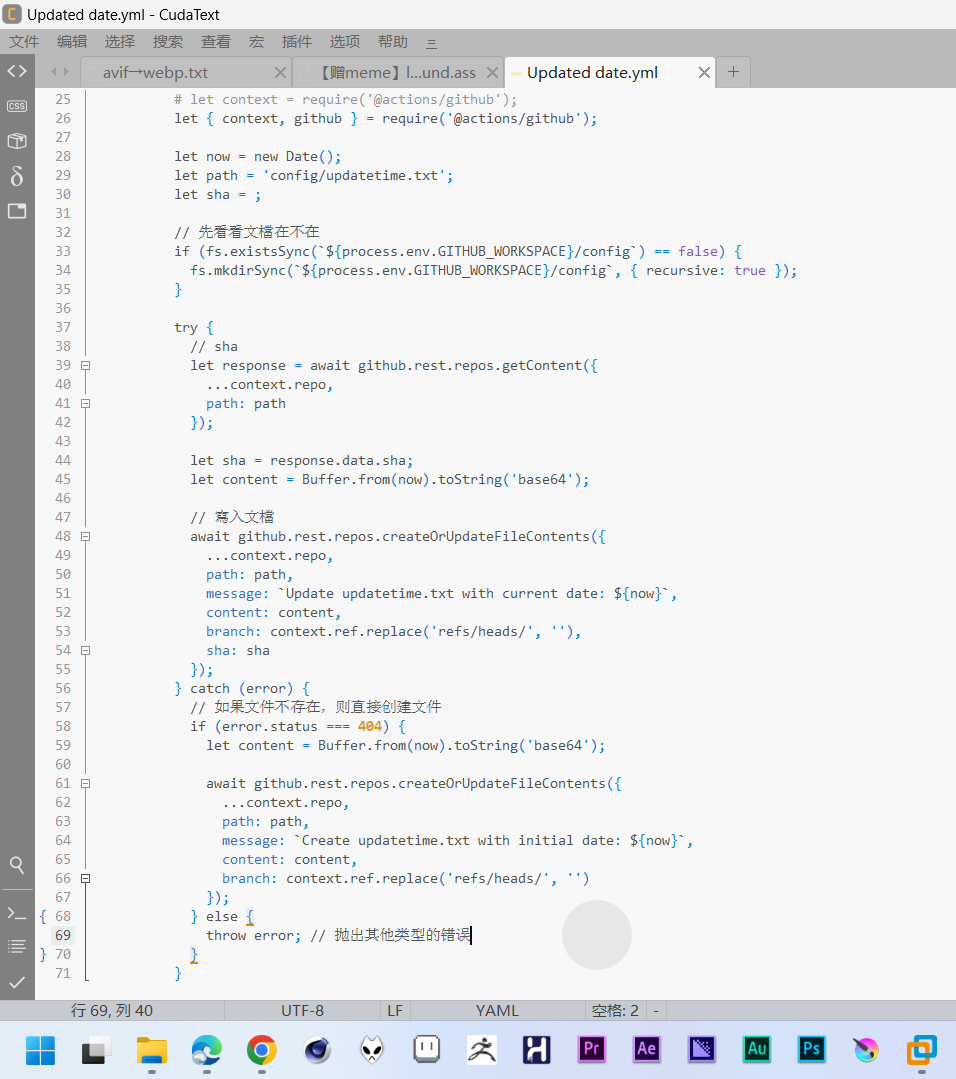 Updated date.yml - CudaText
文件 编辑 选择 搜索 查看 宏 插件 选项 帮助 三
avif→webp.txt 【赠meme】l...und.ass Updated date.yml
25 # let context = require('@actions/github');
26 let { context, github } = require('@actions/github');
27
28 let now = new Date();
29 let path = 'config/updatetime.txt';
30 let sha = ;
31
32 // 先看看文檔在不在
33 if (fs.existsSync(`${process.env.GITHUB_WORKSPACE}/config`) == false) {
34 fs.mkdirSync(`${process.env.GITHUB_WORKSPACE}/config`, { recursive: true });
35 }
36
37 try {
38 // sha
39 let response = await github.rest.repos.getContent({
40 ...context.repo,
41 path: path
42 });
43
44 let sha = response.data.sha;
45 let content = Buffer.from(now).toString('base64');
46
47 // 寫入文檔
48 await github.rest.repos.createOrUpdateFileContents({
49 ...context.repo,
50 path: path,
51 message: `Update updatetime.txt with current date: ${now}`,
52 content: content,
53 branch: context.ref.replace('refs/heads/', ''),
54 sha: sha
55 });
56 } catch (error) {
57 // 如果文件不存在，则直接创建文件
58 if (error.status === 404) {
59 let content = Buffer.from(now).toString('base64');
60
61 await github.rest.repos.createOrUpdateFileContents({
62 ...context.repo,
63 path: path,
64 message: `Create updatetime.txt with initial date: ${now}`,
65 content: content,
66 branch: context.ref.replace('refs/heads/', '')
67 });
{ 68 } else {
69 throw error; // 抛出其他类型的错误
} 70 }
71 }
行 69, 列 40 UTF-8 LF YAML 空格: 2 -
Pr Ae Au Ps